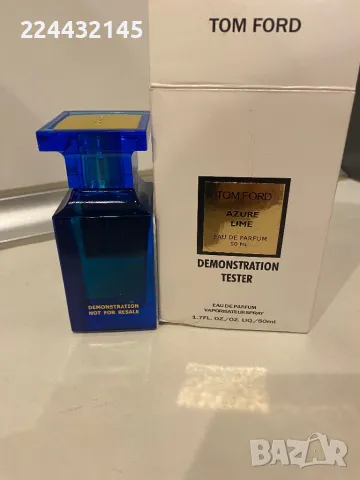 224432145
TOM FORD
TOM FORD
AZURE
LIME
EAU DE PARFUM
50 ML
DEMONSTRATION
TESTER
EAU DE PARFUM
VAPORISATEUR SPRAY
1.7FL. OZ./OZ. LIQ./50ml
DEMONSTRATION
NOT FOR RESALE
BAZAR